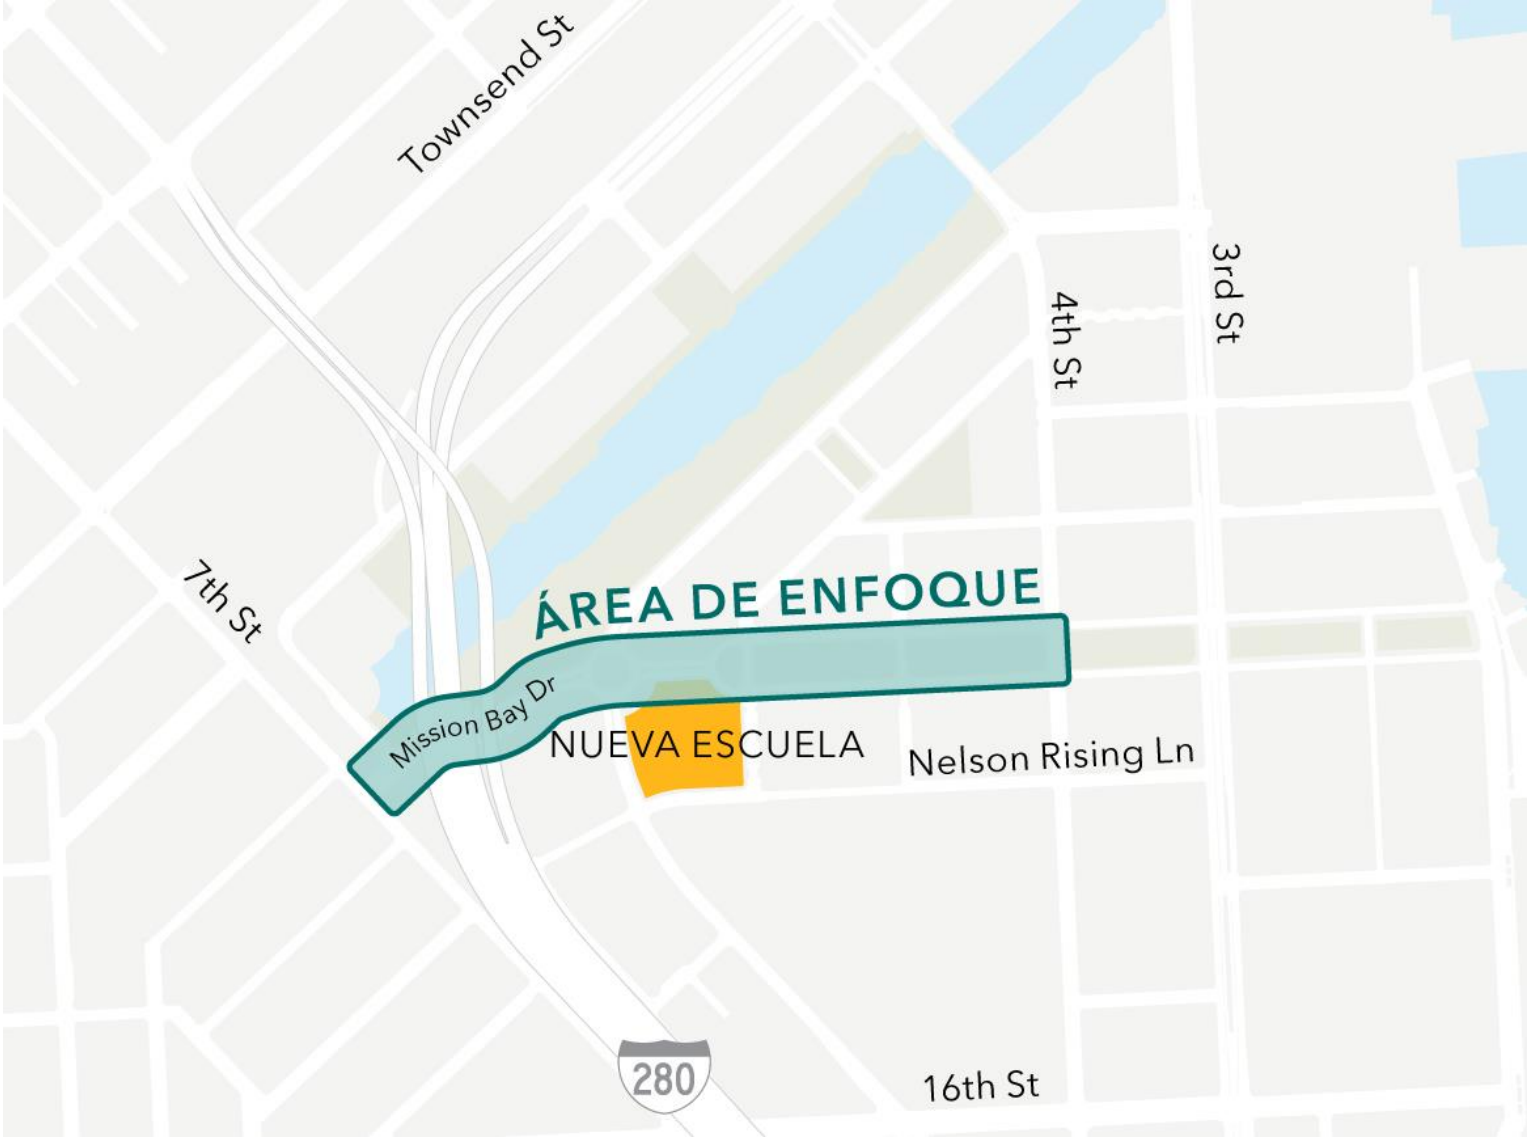 Townsend St
3rd St
4th St
7th St
ÁREA DE ENFOQUE
Mission Bay Dr
NUEVA ESCUELA
Nelson Rising Ln
280
16th St